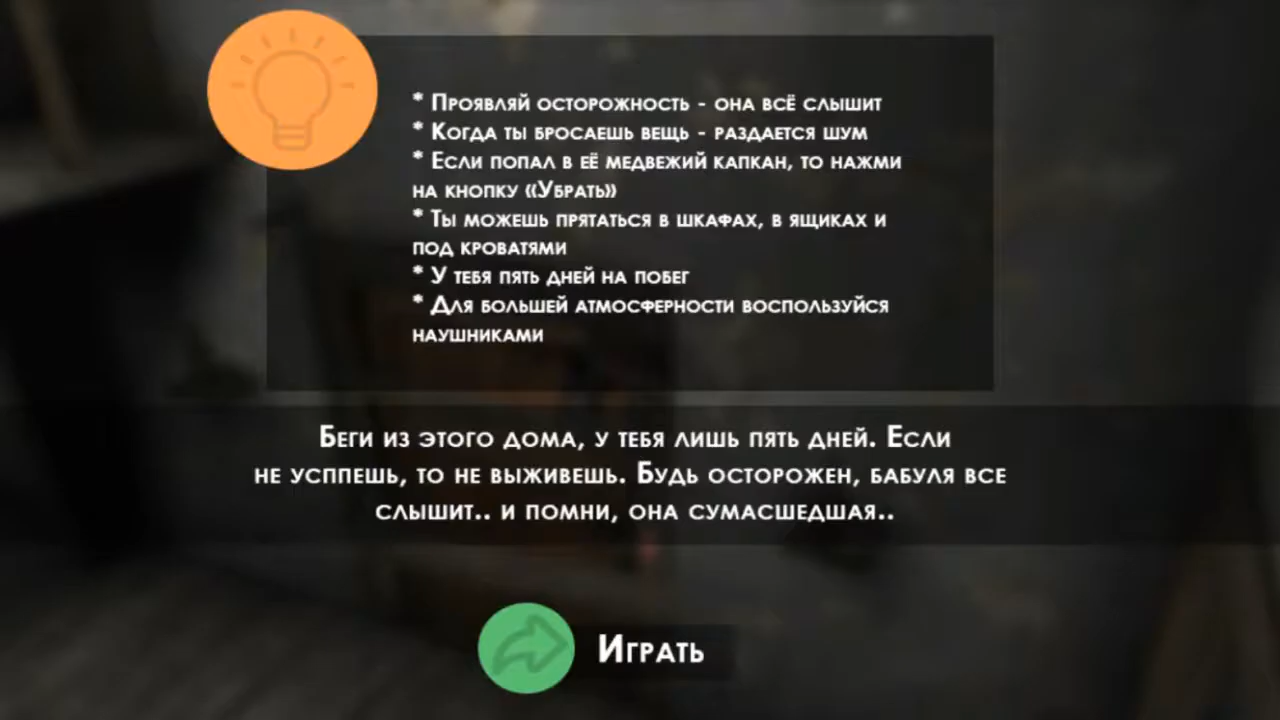 * Проявляй осторожность - она всё слышит
* Когда ты бросаешь вещь - раздается шум
* Если попал в её медвежий капкан, то нажми
на кнопку «Убрать»
* Ты можешь прятаться в шкафах, в ящиках и
под кроватями
* У тебя пять дней на побег
* Для большей атмосферности воспользуйся
наушниками
Беги из этого дома, у тебя лишь пять дней. Если
не усппешь, то не выживешь. Будь осторожен, бабуля все
слышит.. и помни, она сумасшедшая..
Играть